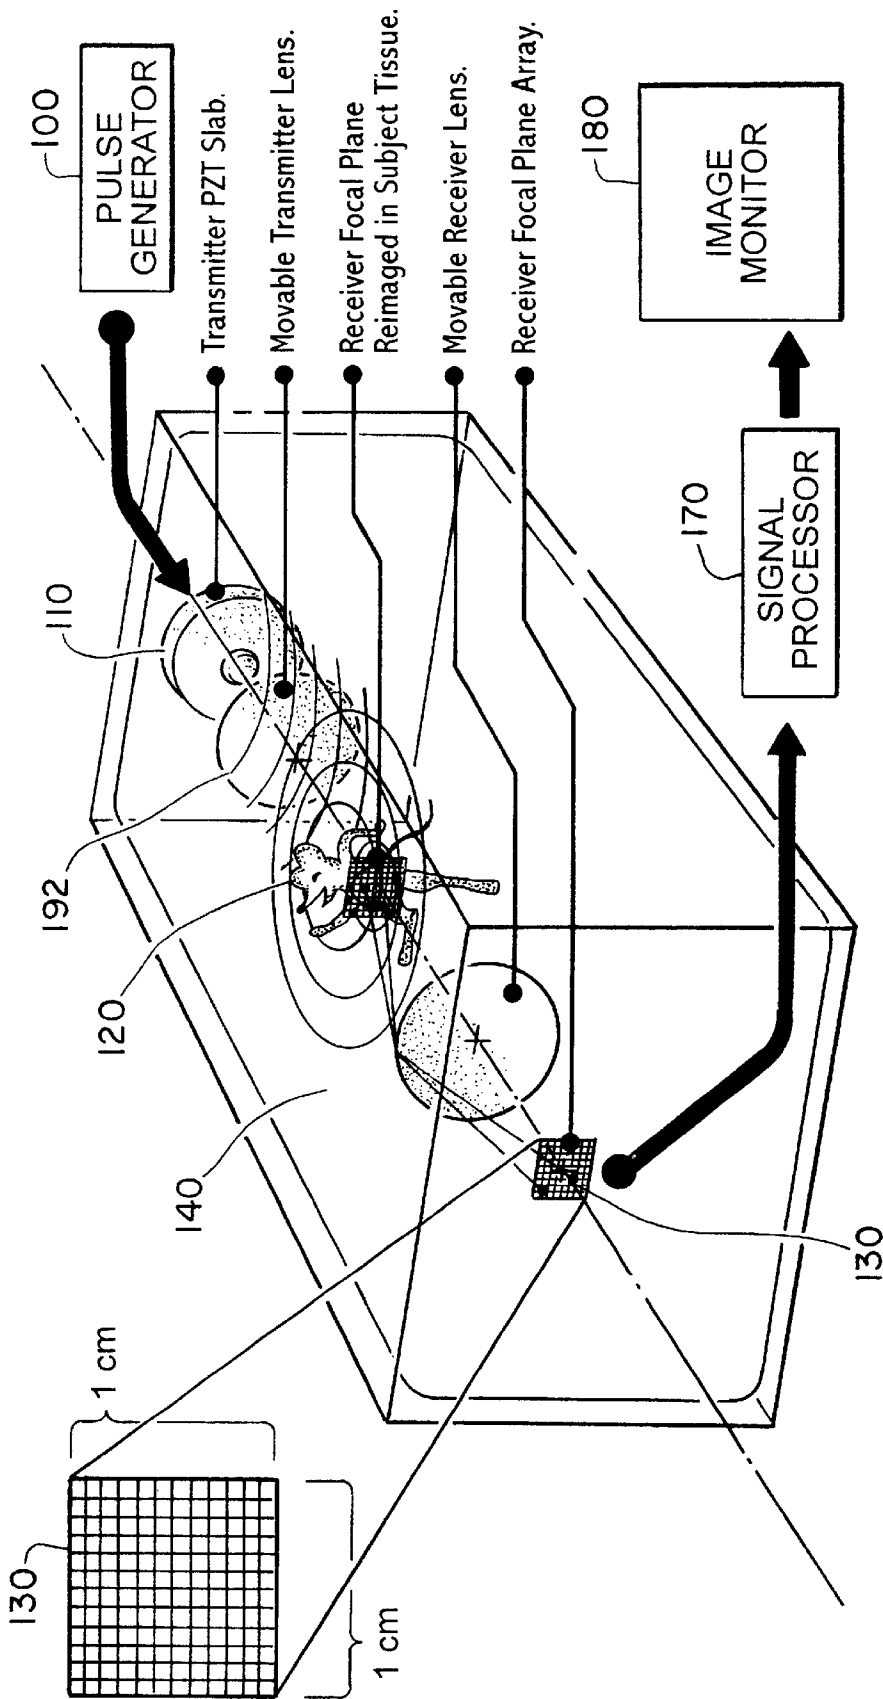 100
PULSE
GENERATOR
Transmitter PZT Slab.
Movable Transmitter Lens.
Receiver Focal Plane
Reimaged in Subject Tissue.
Movable Receiver Lens.
Receiver Focal Plane Array.
180
IMAGE
MONITOR
170
SIGNAL
PROCESSOR
110
192
120
140
130
130
1 cm
1 cm